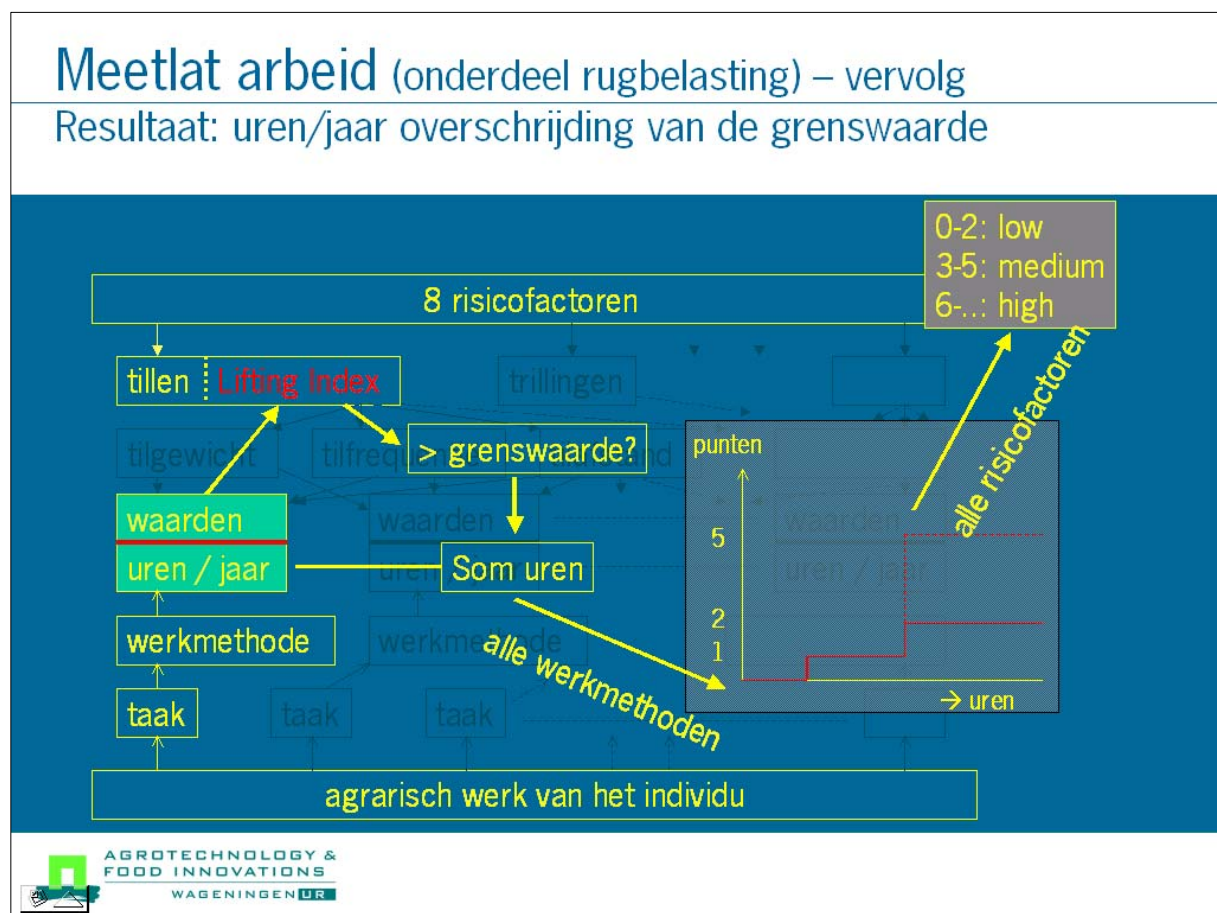 Meetlat arbeid (onderdeel rugbelasting) – vervolg
Resultaat: uren/jaar overschrijding van de grenswaarde
0-2: low
3-5: medium
6-..: high
8 risicofactoren
tillen Lifting Index
trillingen
alle risicofactoren
tilgewicht
> grenswaarde?
punten
waarden
waarden
waarden
5
uren / jaar
Som uren
uren / jaar
2
werkmethode
werkmethode
1
alle werkmethoden
→ uren
taak
taak
taak
agrarisch werk van het individu
AGROTECHNOLOGY &
FOOD INNOVATIONS
WAGENINGEN UR